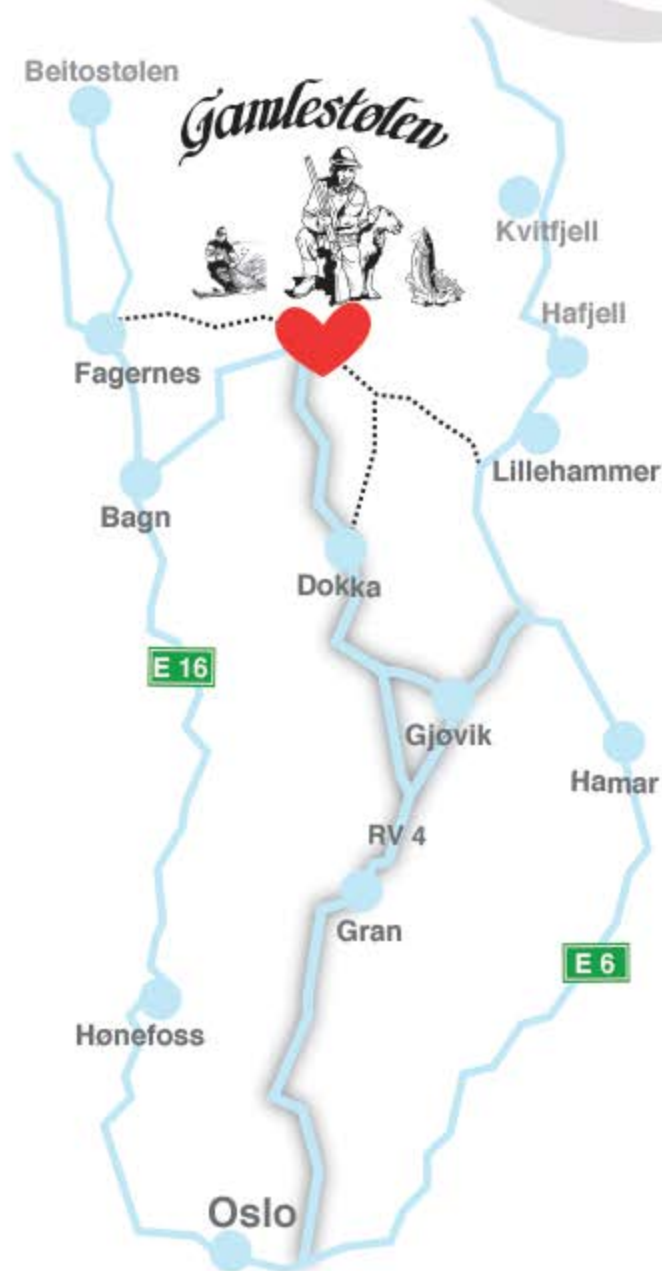 Beitostølen
Gamlestølen
Kvitfjell
Hafjell
Fagernes
Lillehammer
Bagn
Dokka
E 16
Gjøvik
Hamar
RV 4
Gran
E 6
Hønefoss
Oslo